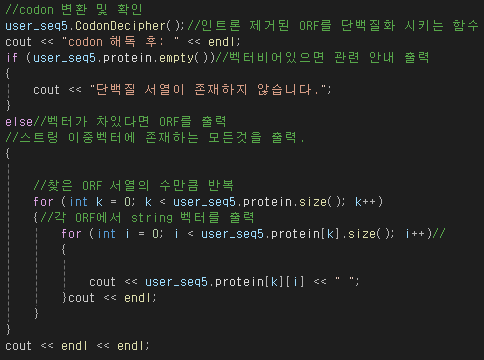 //codon 변환 및 확인
user_seq5.CodonDecipher();//인트론 제거된 ORF를 단백질화 시키는 함수
cout << "codon 해독 후: " << endl;
if (user_seq5.protein.empty())//벡터비어있으면 관련 안내 출력
{
cout << "단백질 서열이 존재하지 않습니다.";
}
else//벡터가 차있다면 ORF를 출력
//스트링 이중벡터에 존재하는 모든것을 출력.
{
//찾은 ORF 서열의 수만큼 반복
for (int k = 0; k < user_seq5.protein.size(); k++)
{//각 ORF에서 string 벡터를 출력
for (int i = 0; i < user_seq5.protein[k].size(); i++)//
{
cout << user_seq5.protein[k][i] << " ";
}cout << endl;
}
}
cout << endl << endl;